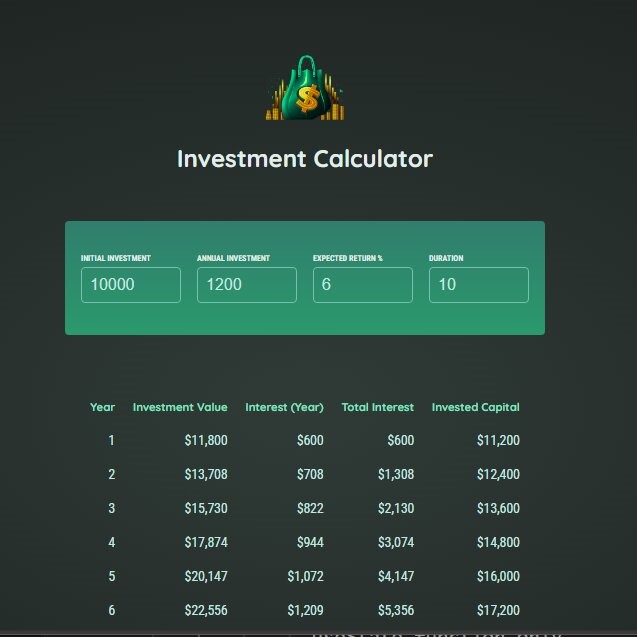 $
Investment Calculator
INITIAL INVESTMENT ANNUAL INVESTMENT EXPECTED RETURN % DURATION
10000 1200 6 10
Year Investment Value Interest (Year) Total Interest Invested Capital
1 $11,800 $600 $600 $11,200
2 $13,708 $708 $1,308 $12,400
3 $15,730 $822 $2,130 $13,600
4 $17,874 $944 $3,074 $14,800
5 $20,147 $1,072 $4,147 $16,000
6 $22,556 $1,209 $5,356 $17,200